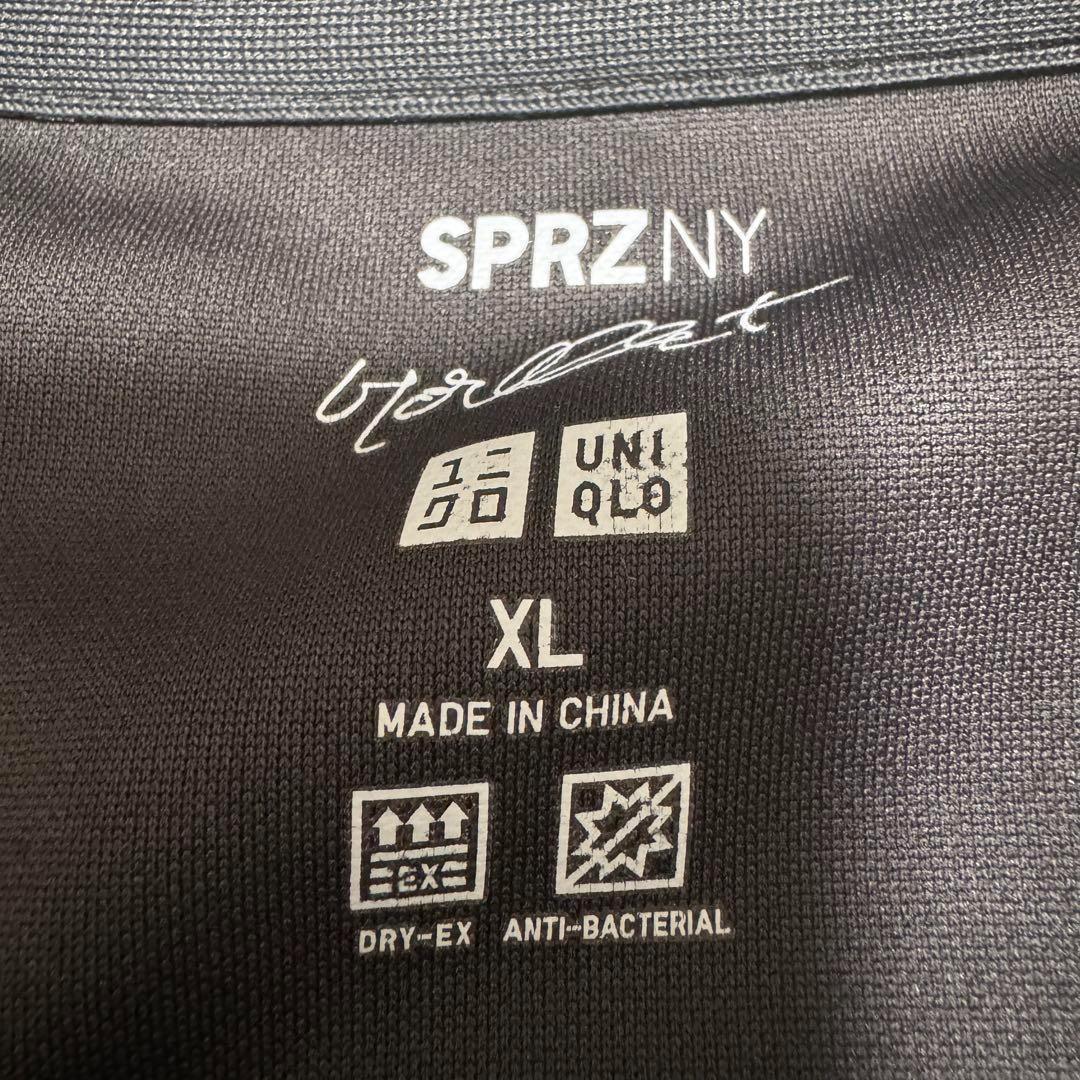 SPRZ NY
ユニ UNI
クロ QLO
XL
MADE IN CHINA
EX
DRY-EX ANTI-BACTERIAL